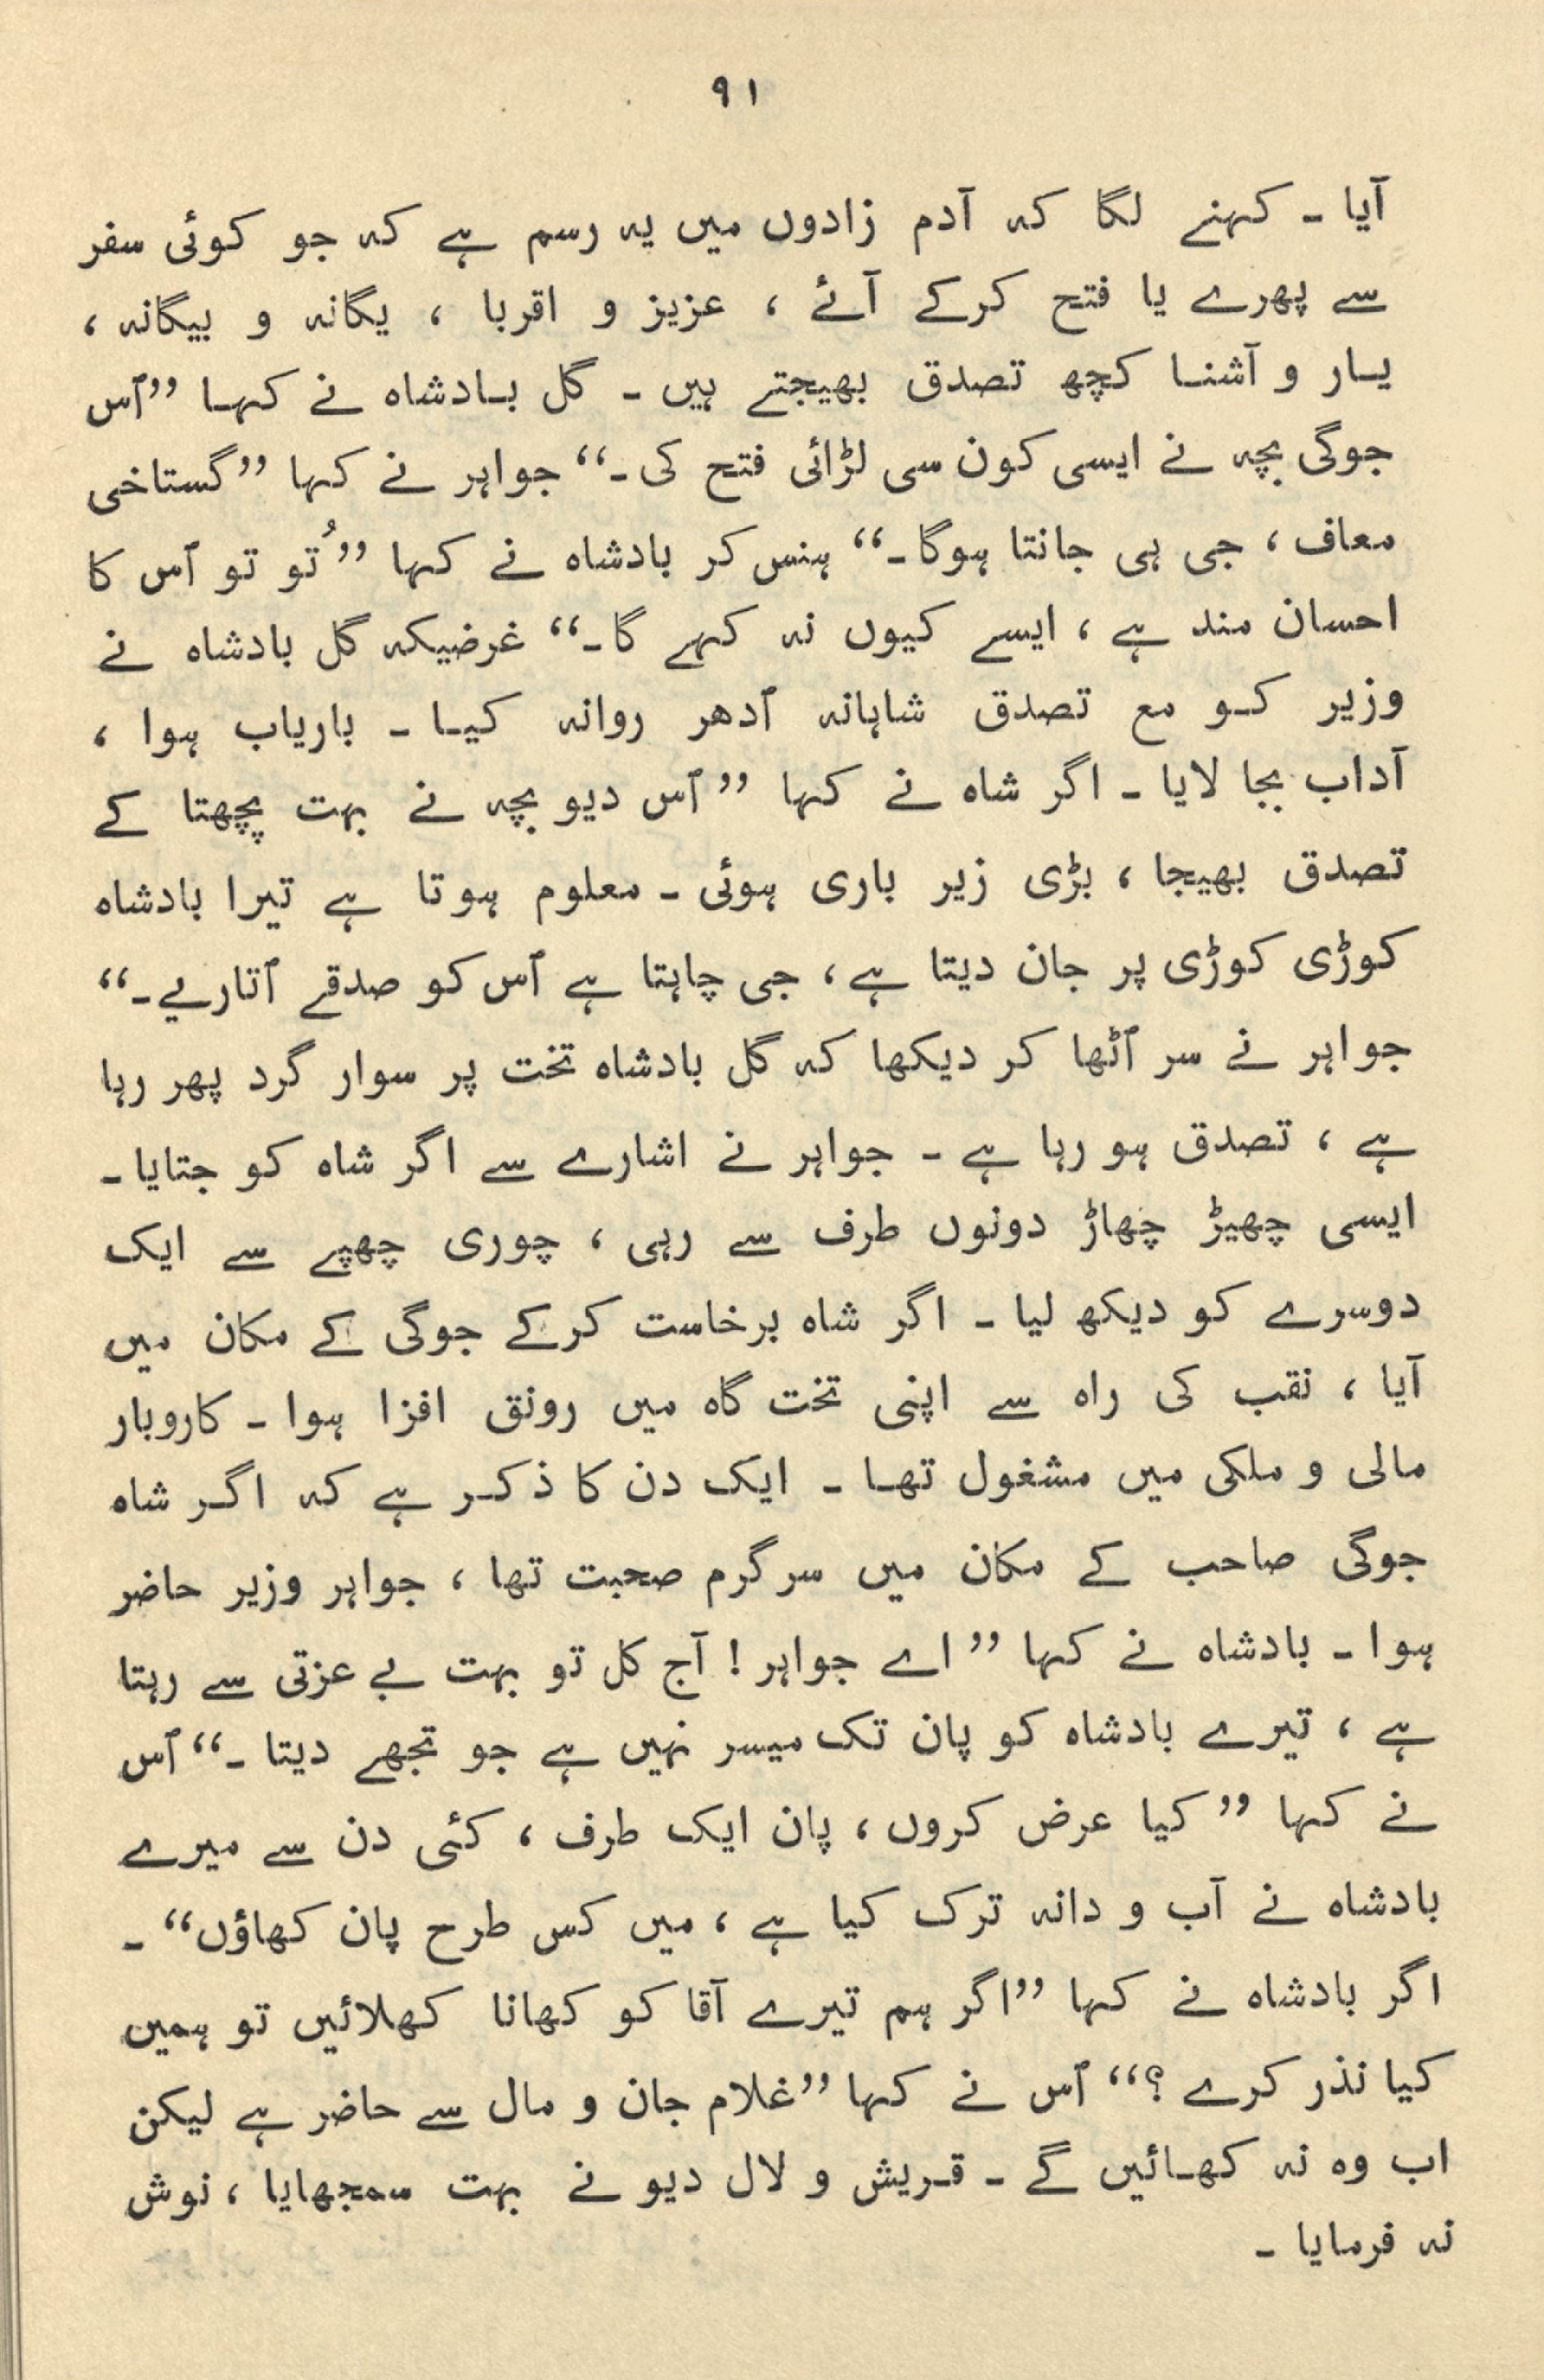 ۹۱
آیا ۔ کہنے لگا کہ آدم زادوں میں یہ رسم ہے کہ جو کوئی سفر
سے پھرے یا فتح کرکے آئے ، عزیز و اقربا ، یگانہ و بیگانہ ،
یار و آشنا کچھ تصدق بھیجتے ہیں ۔ گل بادشاہ نے کہا ”اُس
جوگی بچہ نے ایسی کون سی لڑائی فتح کی ۔“ جواہر نے کہا ”گستاخی
معاف ، جی ہی جانتا ہوگا ۔“ ہنس کر بادشاہ نے کہا ”تُو تو اُس کا
احسان مند ہے ، ایسے کیوں نہ کہے گا ۔“ غرضیکہ گل بادشاہ نے
وزیر کو مع تصدق شاہانہ اُدھر روانہ کیا ۔ باریاب ہوا ،
آداب بجا لایا ۔ اگر شاہ نے کہا ”اُس دیو بچہ نے بہت پچھتا کے
تصدق بھیجا ، بڑی زیر باری ہوئی ۔ معلوم ہوتا ہے تیرا بادشاہ
کوڑی کوڑی پر جان دیتا ہے ، جی چاہتا ہے اُس کو صدقے اُتاریے ۔“
جواہر نے سر اُٹھا کر دیکھا کہ گل بادشاہ تخت پر سوار گرد پھر رہا
ہے ، تصدق ہو رہا ہے ۔ جواہر نے اشارے سے اگر شاہ کو جتایا ۔
ایسی چھیڑ چھاڑ دونوں طرف سے رہی ، چوری چھپے سے ایک
دوسرے کو دیکھ لیا ۔ اگر شاہ برخاست کرکے جوگی کے مکان میں
آیا ، نقب کی راہ سے اپنی تخت گاہ میں رونق افزا ہوا ۔ کاروبار
مالی و ملکی میں مشغول تھا ۔ ایک دن کا ذکر ہے کہ اگر شاہ
جوگی صاحب کے مکان میں سرگرم صحبت تھا ، جواہر وزیر حاضر
ہوا ۔ بادشاہ نے کہا ”اے جواہر ! آج کل تو بہت بے عزتی سے رہتا
ہے ، تیرے بادشاہ کو پان تک میسر نہیں ہے جو تجھے دیتا ۔“ اُس
نے کہا ”کیا عرض کروں ، پان ایک طرف ، کئی دن سے میرے
بادشاہ نے آب و دانہ ترک کیا ہے ، میں کس طرح پان کھاؤں“ ۔
اگر بادشاہ نے کہا ”اگر ہم تیرے آقا کو کھانا کھلائیں تو ہمیں
کیا نذر کرے ؟“ اُس نے کہا ”غلام جان و مال سے حاضر ہے لیکن
اب وہ نہ کھائیں گے ۔ قریش و لال دیو نے بہت سمجھایا ، نوش
نہ فرمایا ۔